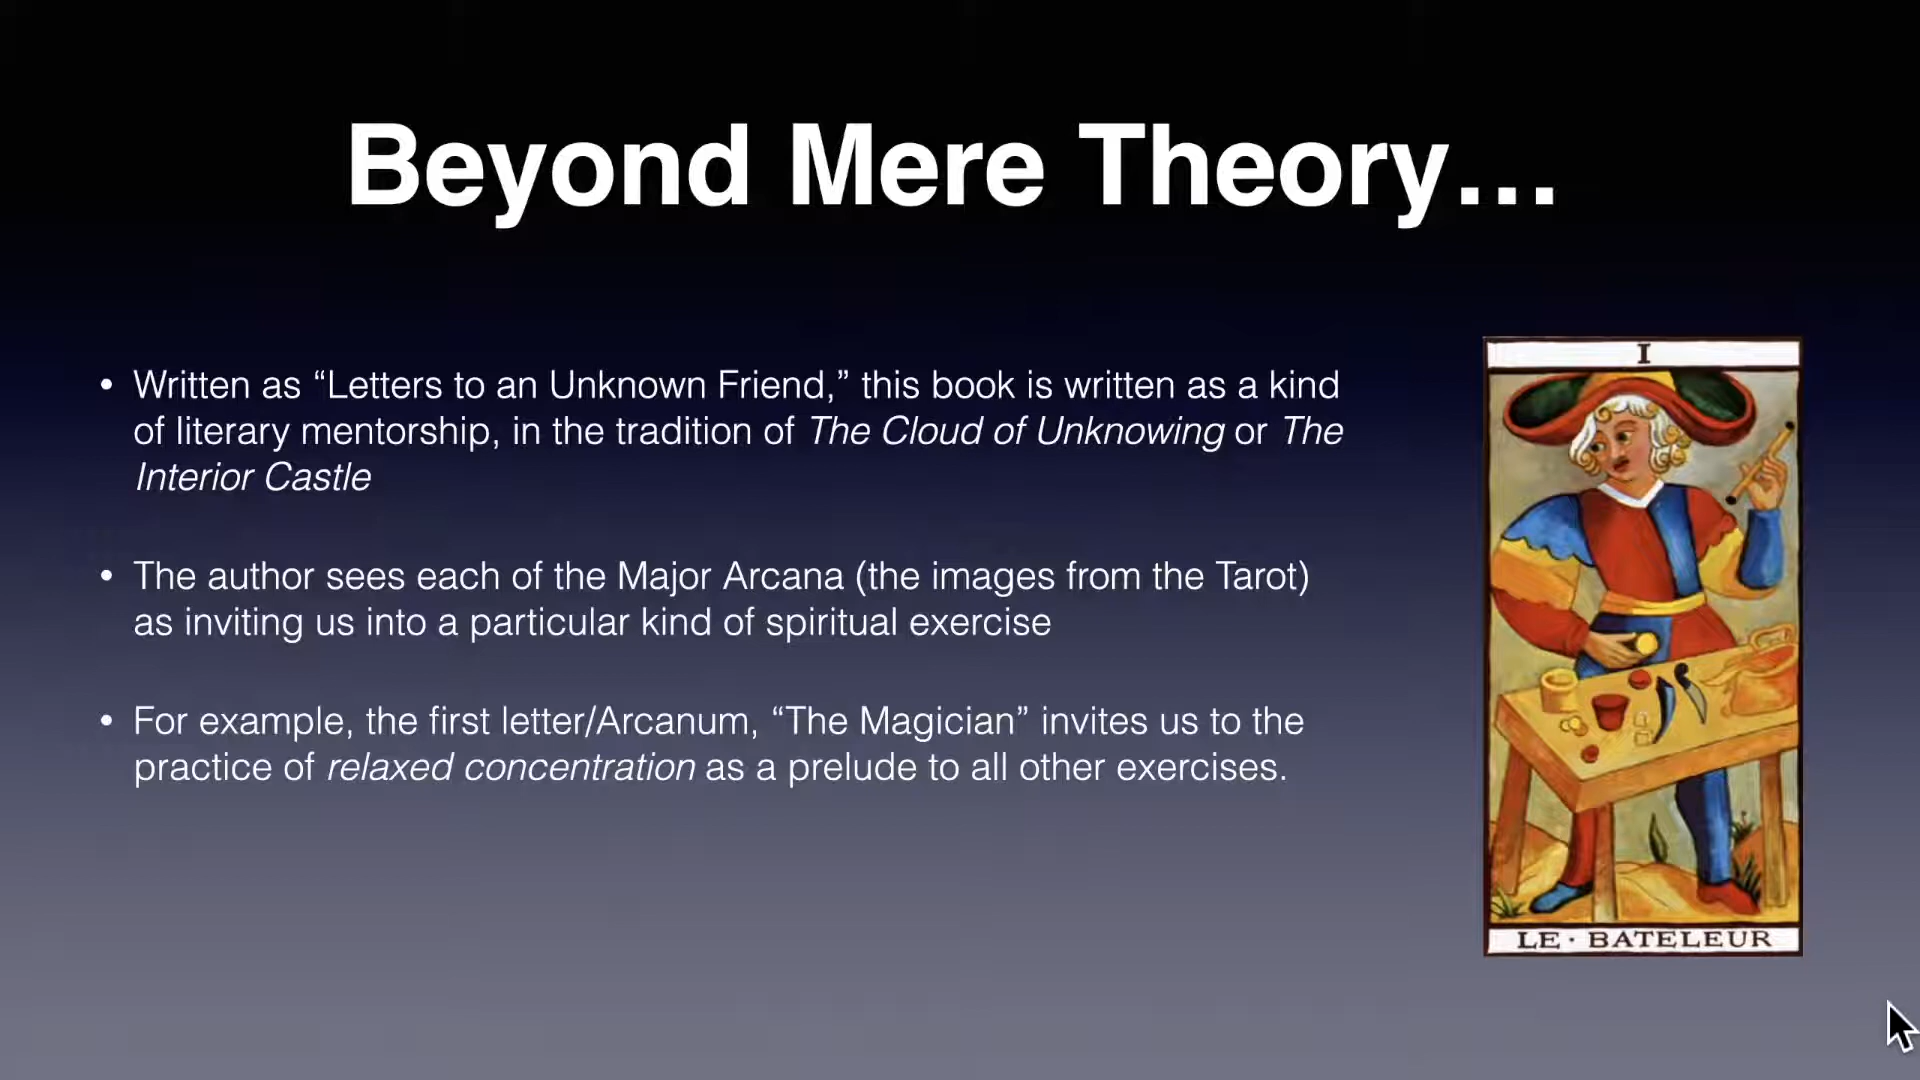 Beyond Mere Theory…
• Written as “Letters to an Unknown Friend,” this book is written as a kind
of literary mentorship, in the tradition of The Cloud of Unknowing or The
Interior Castle
• The author sees each of the Major Arcana (the images from the Tarot)
as inviting us into a particular kind of spiritual exercise
• For example, the first letter/Arcanum, “The Magician” invites us to the
practice of relaxed concentration as a prelude to all other exercises.
I
LE · BATELEUR